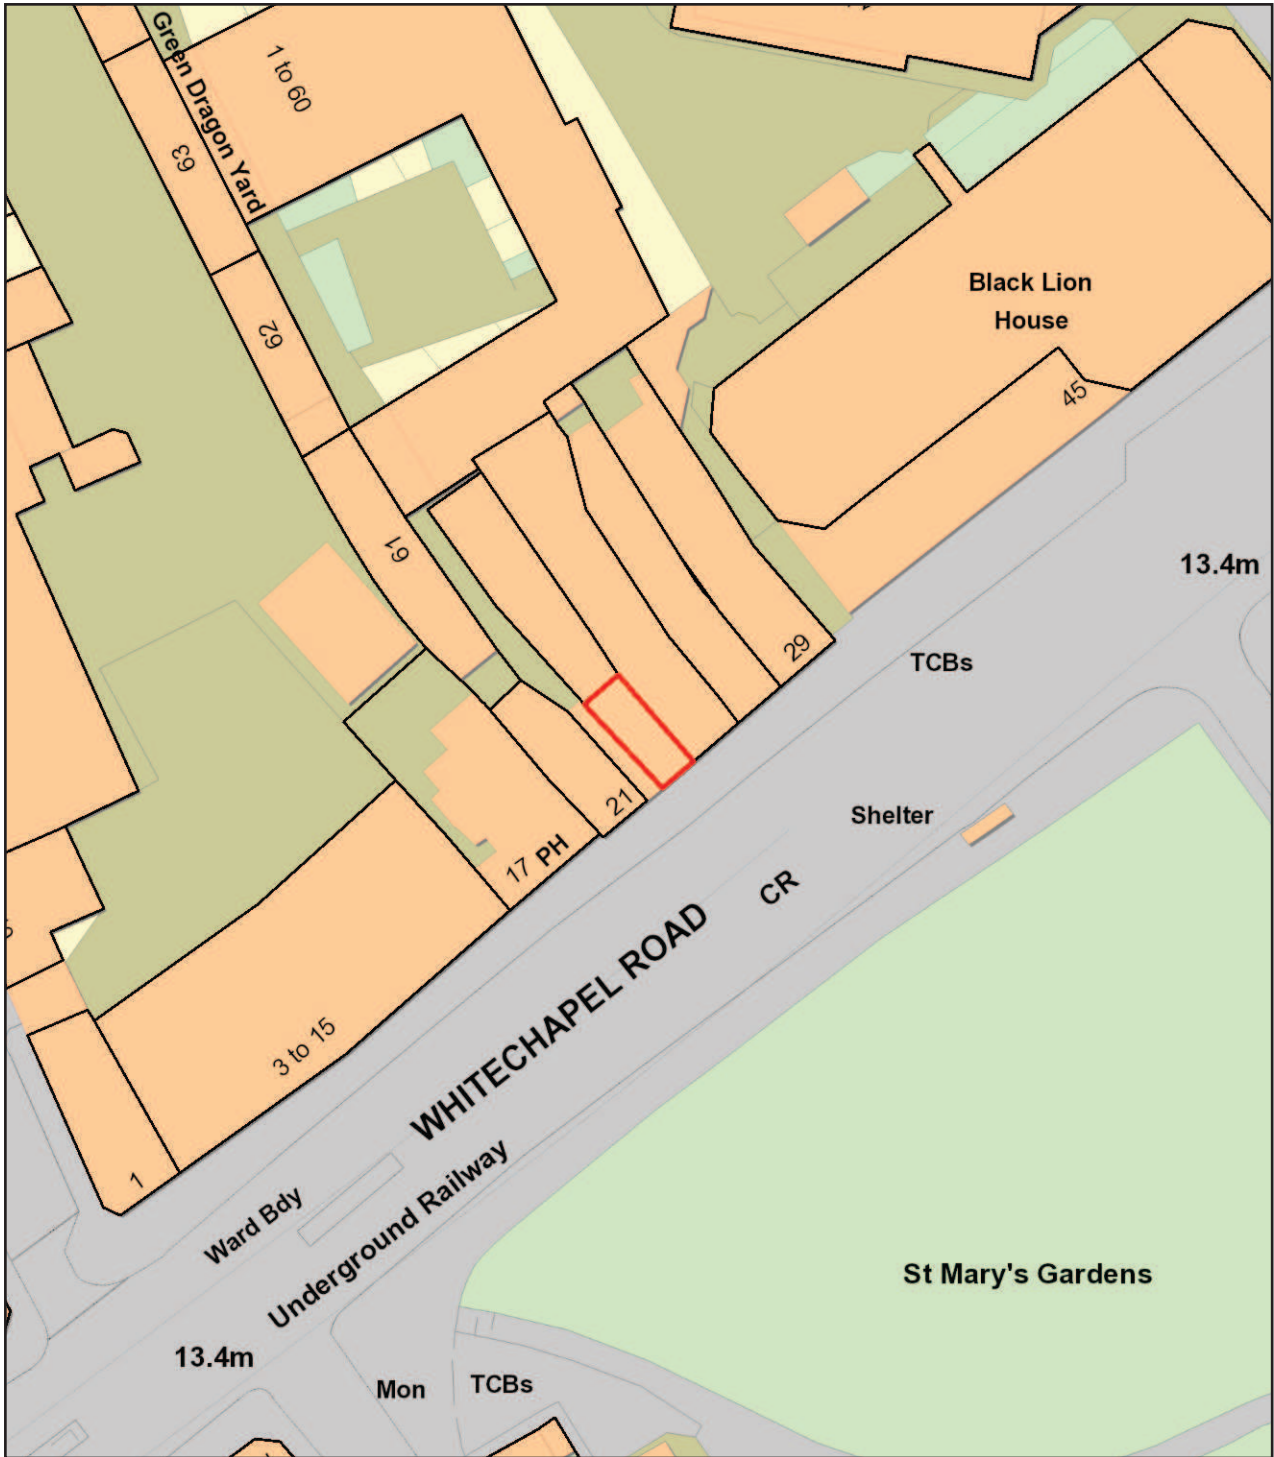 Green Dragon Yard
1 to 60
63
62
61
Black Lion
House
45
13.4m
29
TCBs
21
17 PH
Shelter
CR
WHITECHAPEL ROAD
3 to 15
1
Ward Bdy
Underground Railway
St Mary's Gardens
13.4m
Mon
TCBs